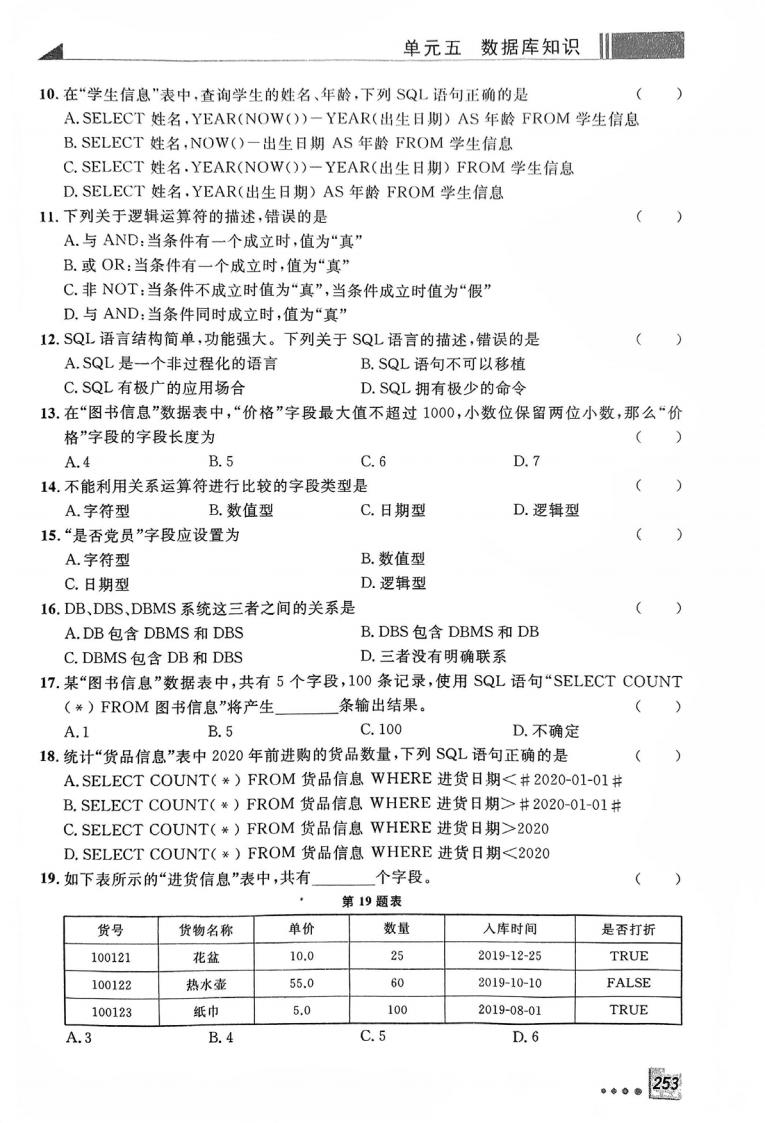 单元五 数据库知识
10.在“学生信息”表中,查询学生的姓名、年龄,下列 SQL 语句正确的是 ( )
A.SELECT 姓名,YEAR(NOW())－YEAR(出生日期) AS 年龄 FROM 学生信息
B.SELECT 姓名,NOW()－出生日期 AS 年龄 FROM 学生信息
C.SELECT 姓名,YEAR(NOW())－YEAR(出生日期) FROM 学生信息
D.SELECT 姓名,YEAR(出生日期) AS 年龄 FROM 学生信息
11.下列关于逻辑运算符的描述,错误的是 ( )
A.与 AND:当条件有一个成立时,值为“真”
B.或 OR:当条件有一个成立时,值为“真”
C.非 NOT:当条件不成立时值为“真”,当条件成立时值为“假”
D.与 AND:当条件同时成立时,值为“真”
12.SQL 语言结构简单,功能强大。下列关于 SQL 语言的描述,错误的是 ( )
A.SQL 是一个非过程化的语言 B.SQL 语句不可以移植
C.SQL 有极广的应用场合 D.SQL 拥有极少的命令
13.在“图书信息”数据表中,“价格”字段最大值不超过 1000,小数位保留两位小数,那么“价
格”字段的字段长度为 ( )
A.4 B.5 C.6 D.7
14.不能利用关系运算符进行比较的字段类型是 ( )
A.字符型 B.数值型 C.日期型 D.逻辑型
15.“是否党员”字段应设置为 ( )
A.字符型 B.数值型
C.日期型 D.逻辑型
16.DB、DBS、DBMS 系统这三者之间的关系是 ( )
A.DB 包含 DBMS 和 DBS B.DBS 包含 DBMS 和 DB
C.DBMS 包含 DB 和 DBS D.三者没有明确联系
17.某“图书信息”数据表中,共有 5 个字段,100 条记录,使用 SQL 语句“SELECT COUNT
(*) FROM 图书信息”将产生________条输出结果。 ( )
A.1 B.5 C.100 D.不确定
18.统计“货品信息”表中 2020 年前进购的货品数量,下列 SQL 语句正确的是 ( )
A.SELECT COUNT(*) FROM 货品信息 WHERE 进货日期<#2020-01-01#
B.SELECT COUNT(*) FROM 货品信息 WHERE 进货日期>#2020-01-01#
C.SELECT COUNT(*) FROM 货品信息 WHERE 进货日期>2020
D.SELECT COUNT(*) FROM 货品信息 WHERE 进货日期<2020
19.如下表所示的“进货信息”表中,共有________个字段。 ( )
第 19 题表
货号 货物名称 单价 数量 入库时间 是否打折
100121 花盆 10.0 25 2019-12-25 TRUE
100122 热水壶 55.0 60 2019-10-10 FALSE
100123 纸巾 5.0 100 2019-08-01 TRUE
A.3 B.4 C.5 D.6
253